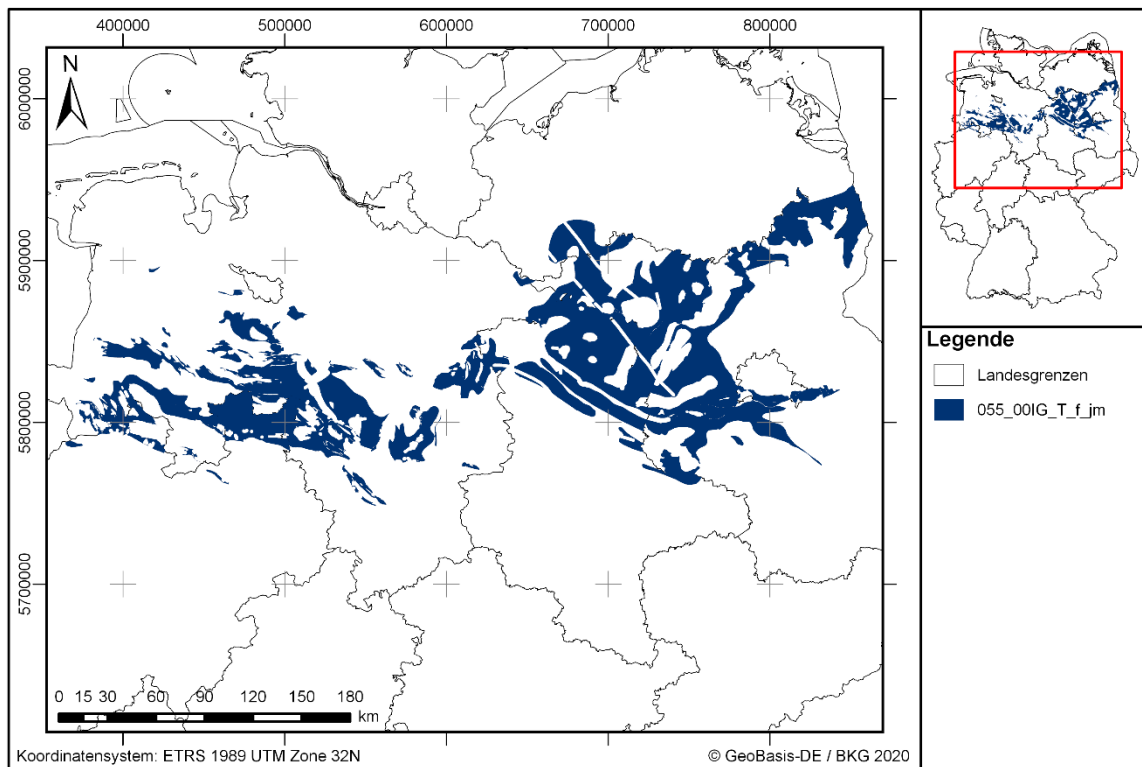 400000 500000 600000 700000 800000
N
6000000
5900000
5800000
5700000
0 15 30 60 90 120 150 180
km
Koordinatensystem: ETRS 1989 UTM Zone 32N
© GeoBasis-DE / BKG 2020
Legende
Landesgrenzen
055_00IG_T_f_jm